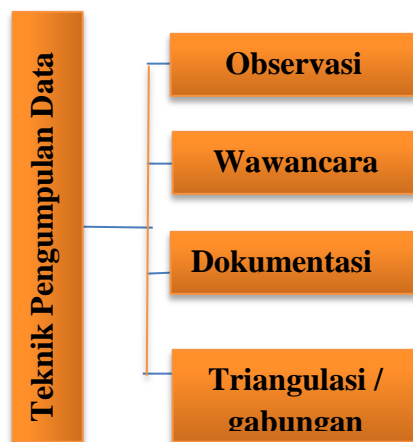 Teknik Pengumpulan Data
Observasi
Wawancara
Dokumentasi
Triangulasi /
gabungan